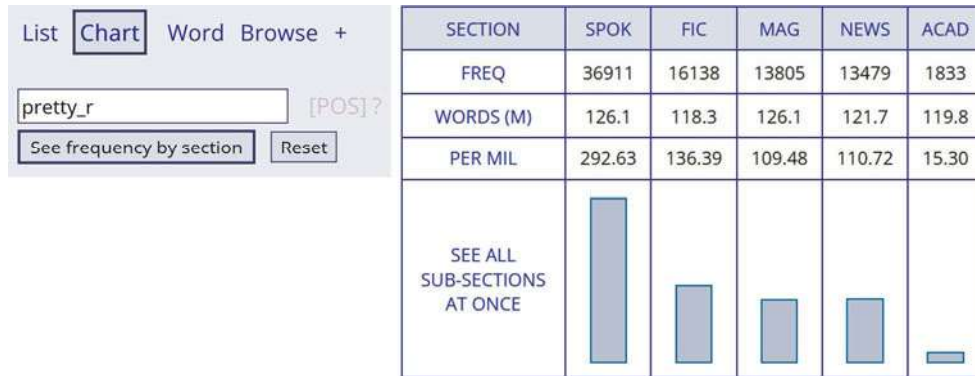 List Chart Word Browse +
pretty_r [POS] ?
See frequency by section Reset
SECTION SPOK FIC MAG NEWS ACAD
FREQ 36911 16138 13805 13479 1833
WORDS (M) 126.1 118.3 126.1 121.7 119.8
PER MIL 292.63 136.39 109.48 110.72 15.30
SEE ALL
SUB-SECTIONS
AT ONCE